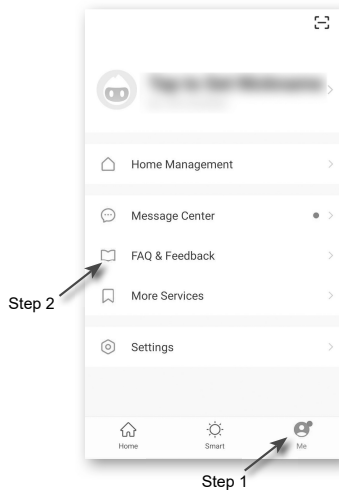 Home Management
Message Center
FAQ & Feedback
Step 2
More Services
Settings
Home Smart Me
Step 1